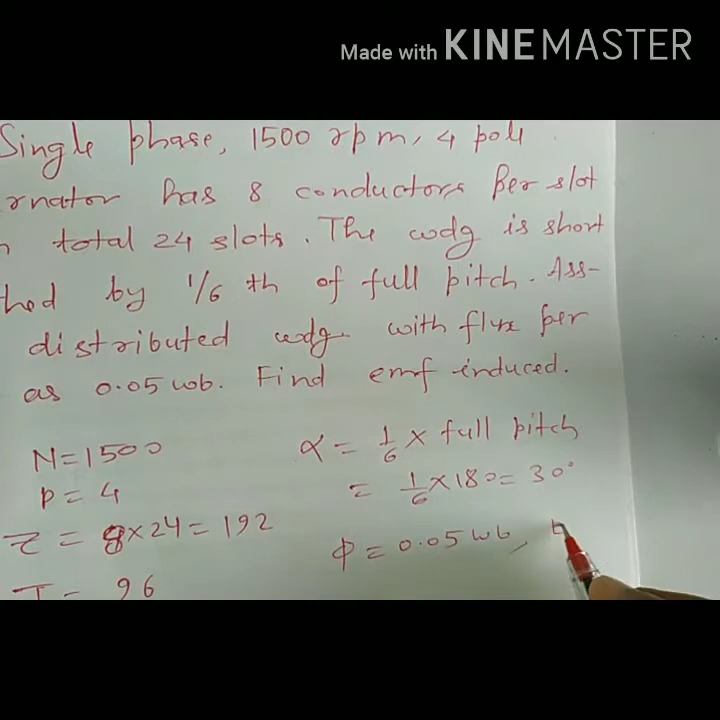 Made with KINEMASTER
Single phase, 1500 rpm, 4 pole
rnator has 8 conductors per slot
total 24 slots. The wdg is short
hed by 1/6 th of full pitch. Ass-
distributed wdg with flux per
as 0.05 wb. Find emf induced.
N = 1500
P = 4
Z = 8×24 = 192
T = 96
α = 1/6 × full pitch
= 1/6 × 180 = 30°
φ = 0.05 wb,